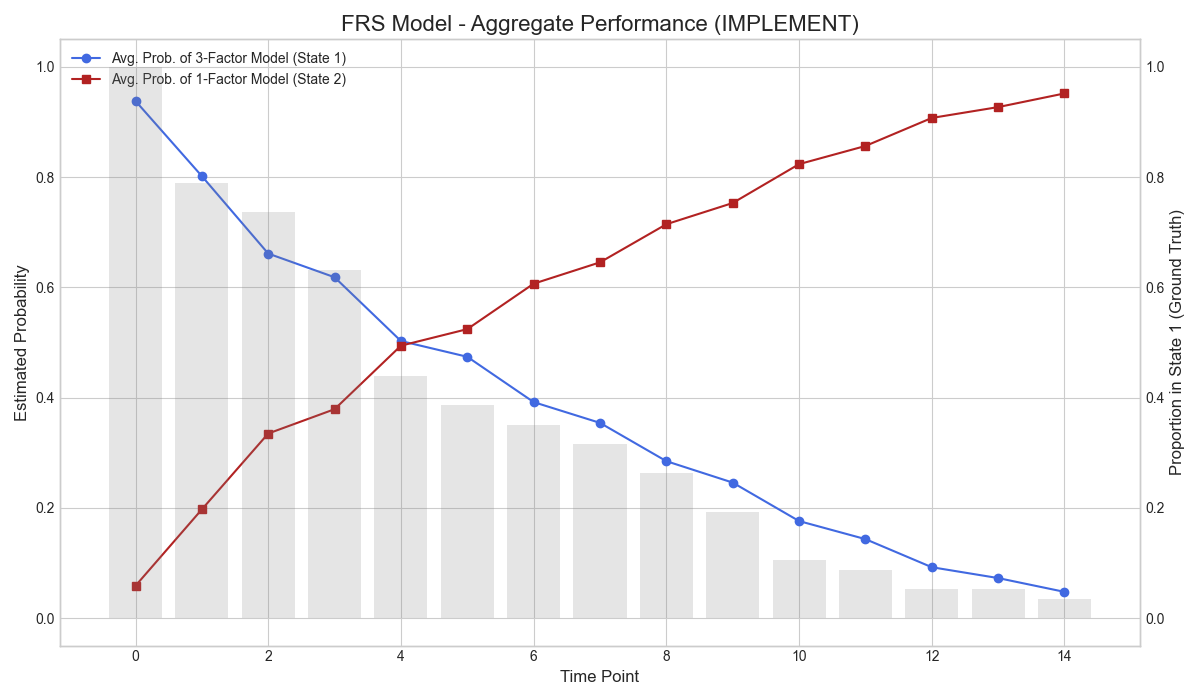 FRS Model - Aggregate Performance (IMPLEMENT)
Avg. Prob. of 3-Factor Model (State 1)
Avg. Prob. of 1-Factor Model (State 2)
Estimated Probability
1.0
0.8
0.6
0.4
0.2
0.0
1.0
0.8
0.6
0.4
0.2
0.0
Proportion in State 1 (Ground Truth)
0 2 4 6 8 10 12 14
Time Point